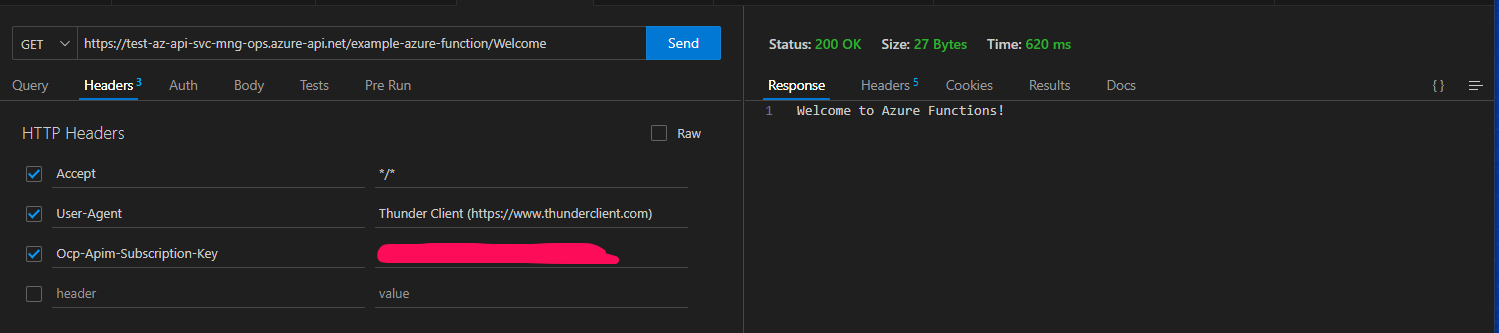 GET https://test-az-api-svc-mng-ops.azure-api.net/example-azure-function/Welcome Send
Query Headers 3 Auth Body Tests Pre Run
HTTP Headers Raw
Accept */*
User-Agent Thunder Client (https://www.thunderclient.com)
Ocp-Apim-Subscription-Key
header value
Status: 200 OK Size: 27 Bytes Time: 620 ms
Response Headers 5 Cookies Results Docs { }
1 Welcome to Azure Functions!